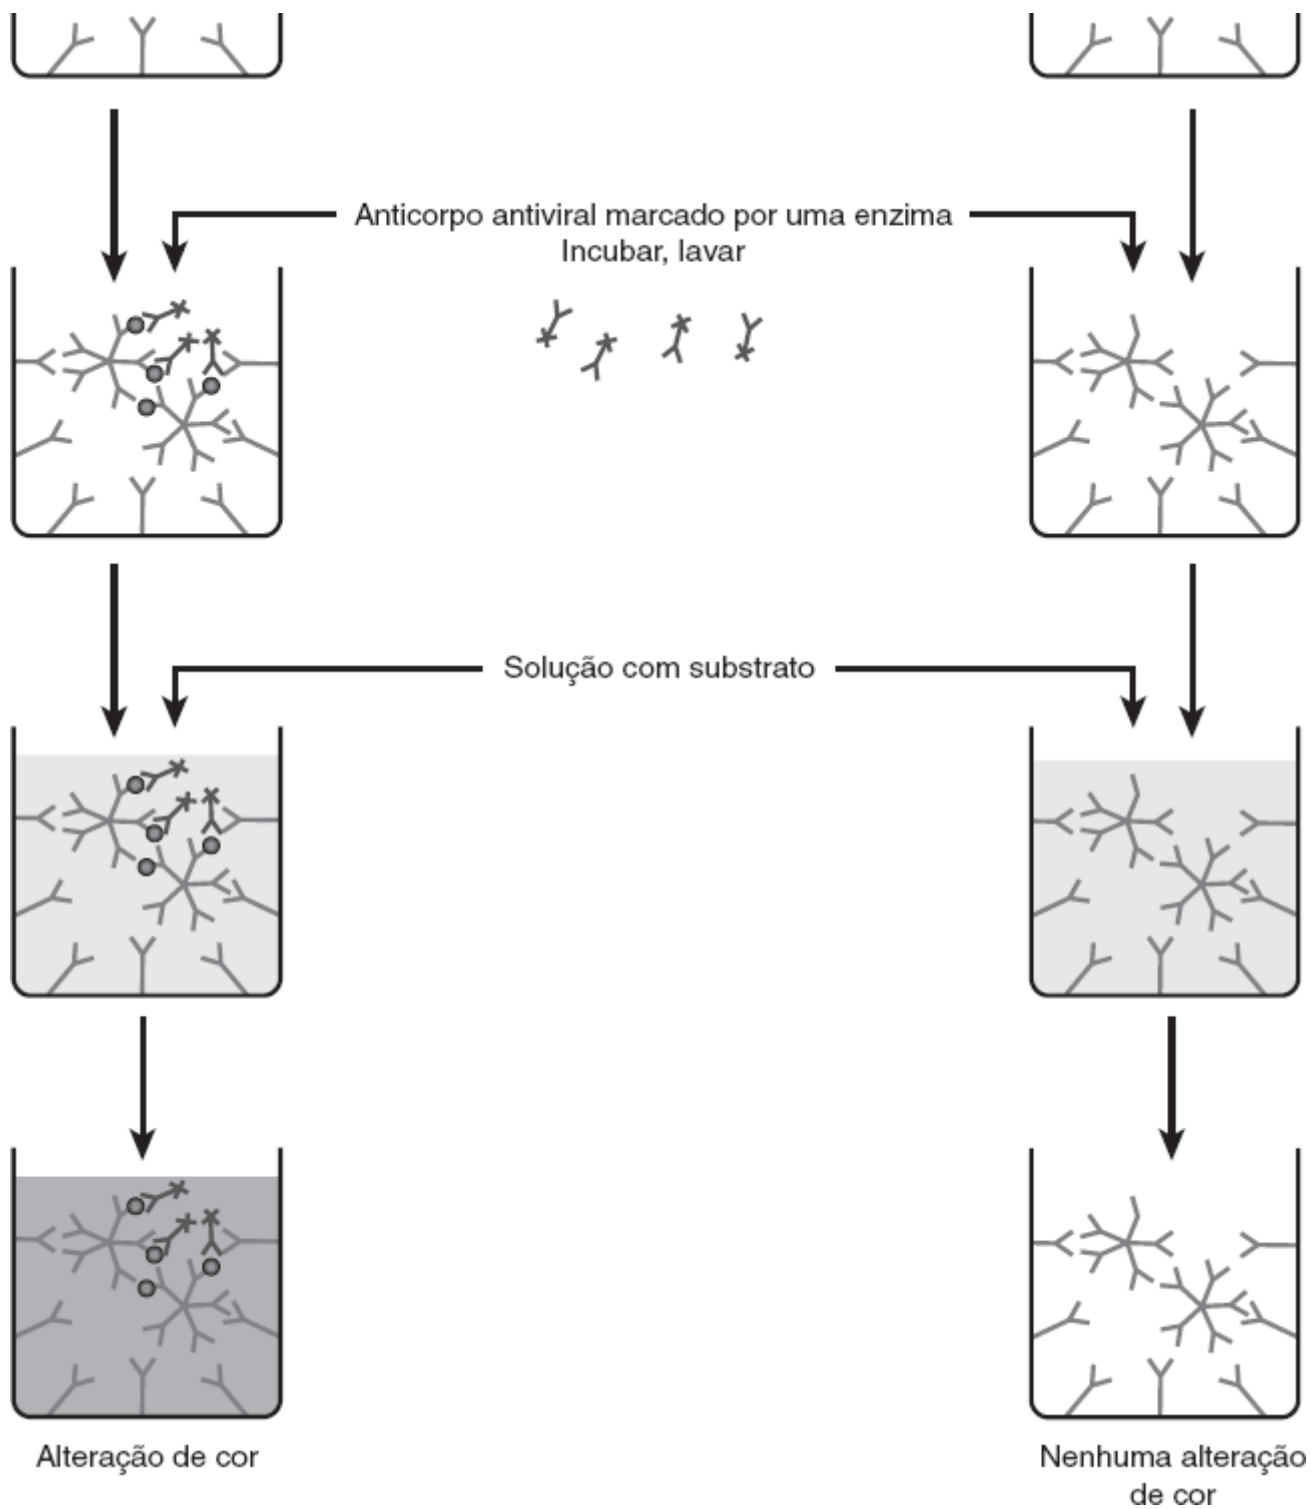 Anticorpo antiviral marcado por uma enzima
Incubar, lavar
Solução com substrato
Alteração de cor
Nenhuma alteração
de cor